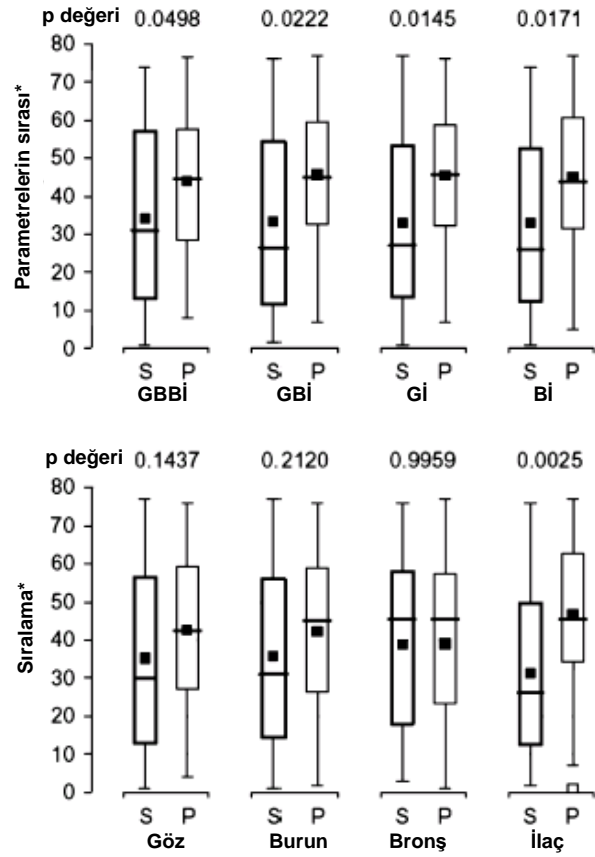 p değeri 0.0498 0.0222 0.0145 0.0171
Parametrelerin sırası*
80
70
60
50
40
30
20
10
0
S P S P S P S P
GBBİ GBİ Gİ Bİ
p değeri 0.1437 0.2120 0.9959 0.0025
Sıralama*
80
70
60
50
40
30
20
10
0
S P S P S P S P
Göz Burun Bronş İlaç